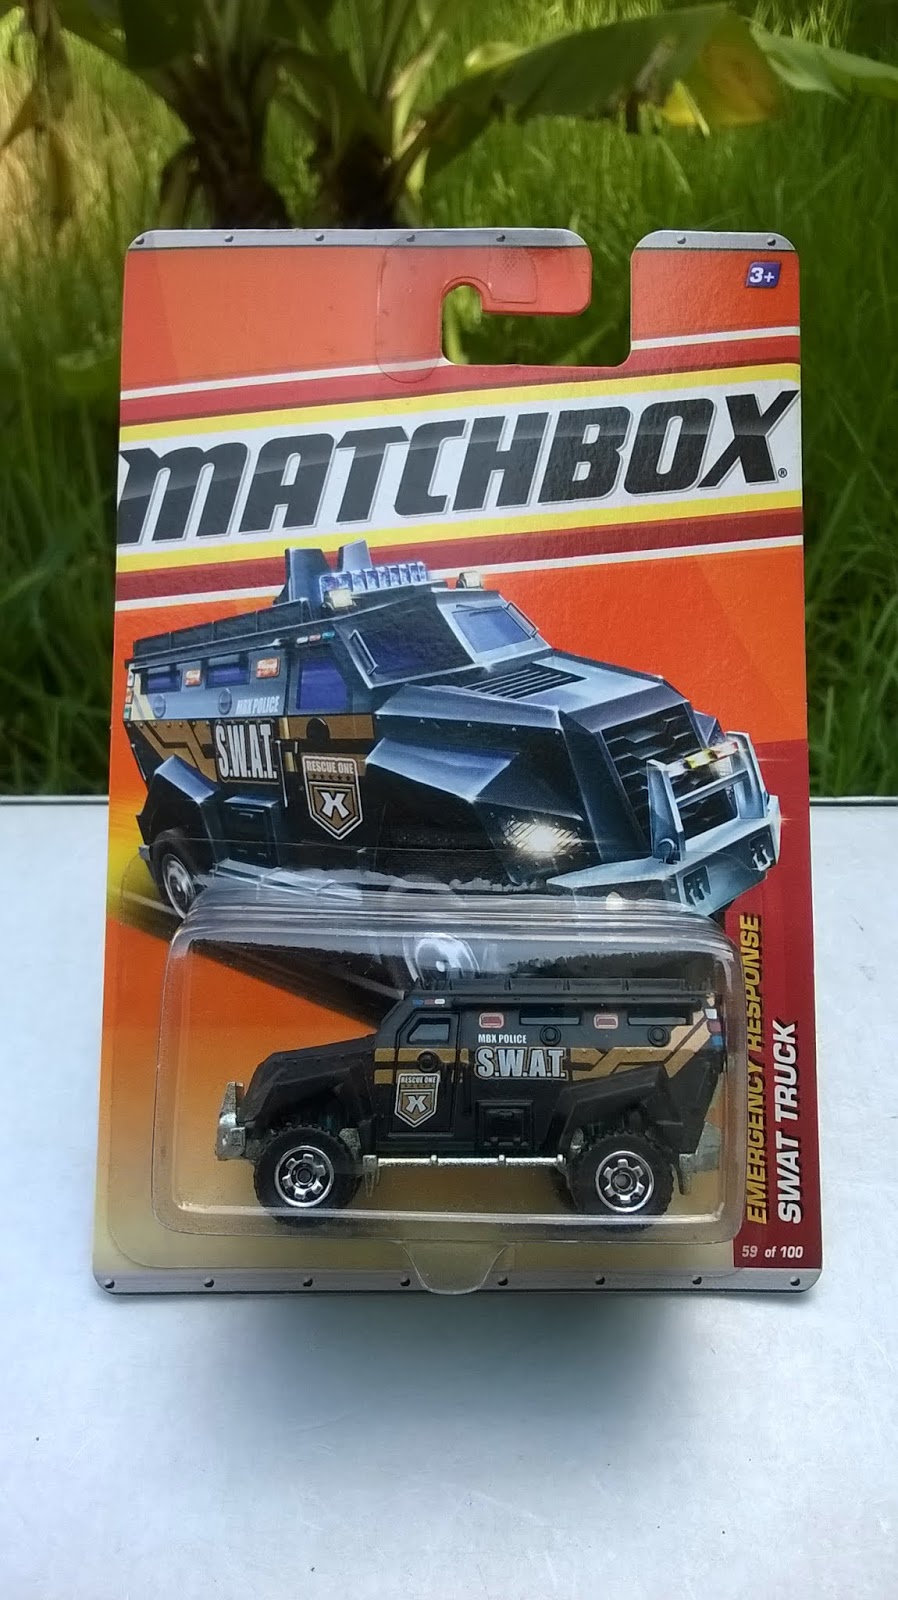 3+
MATCHBOX®
MBX POLICE
S.W.A.T.
RESCUE ONE
X
MBX POLICE
S.W.A.T.
RESCUE ONE
X
EMERGENCY RESPONSE
SWAT TRUCK
59 of 100